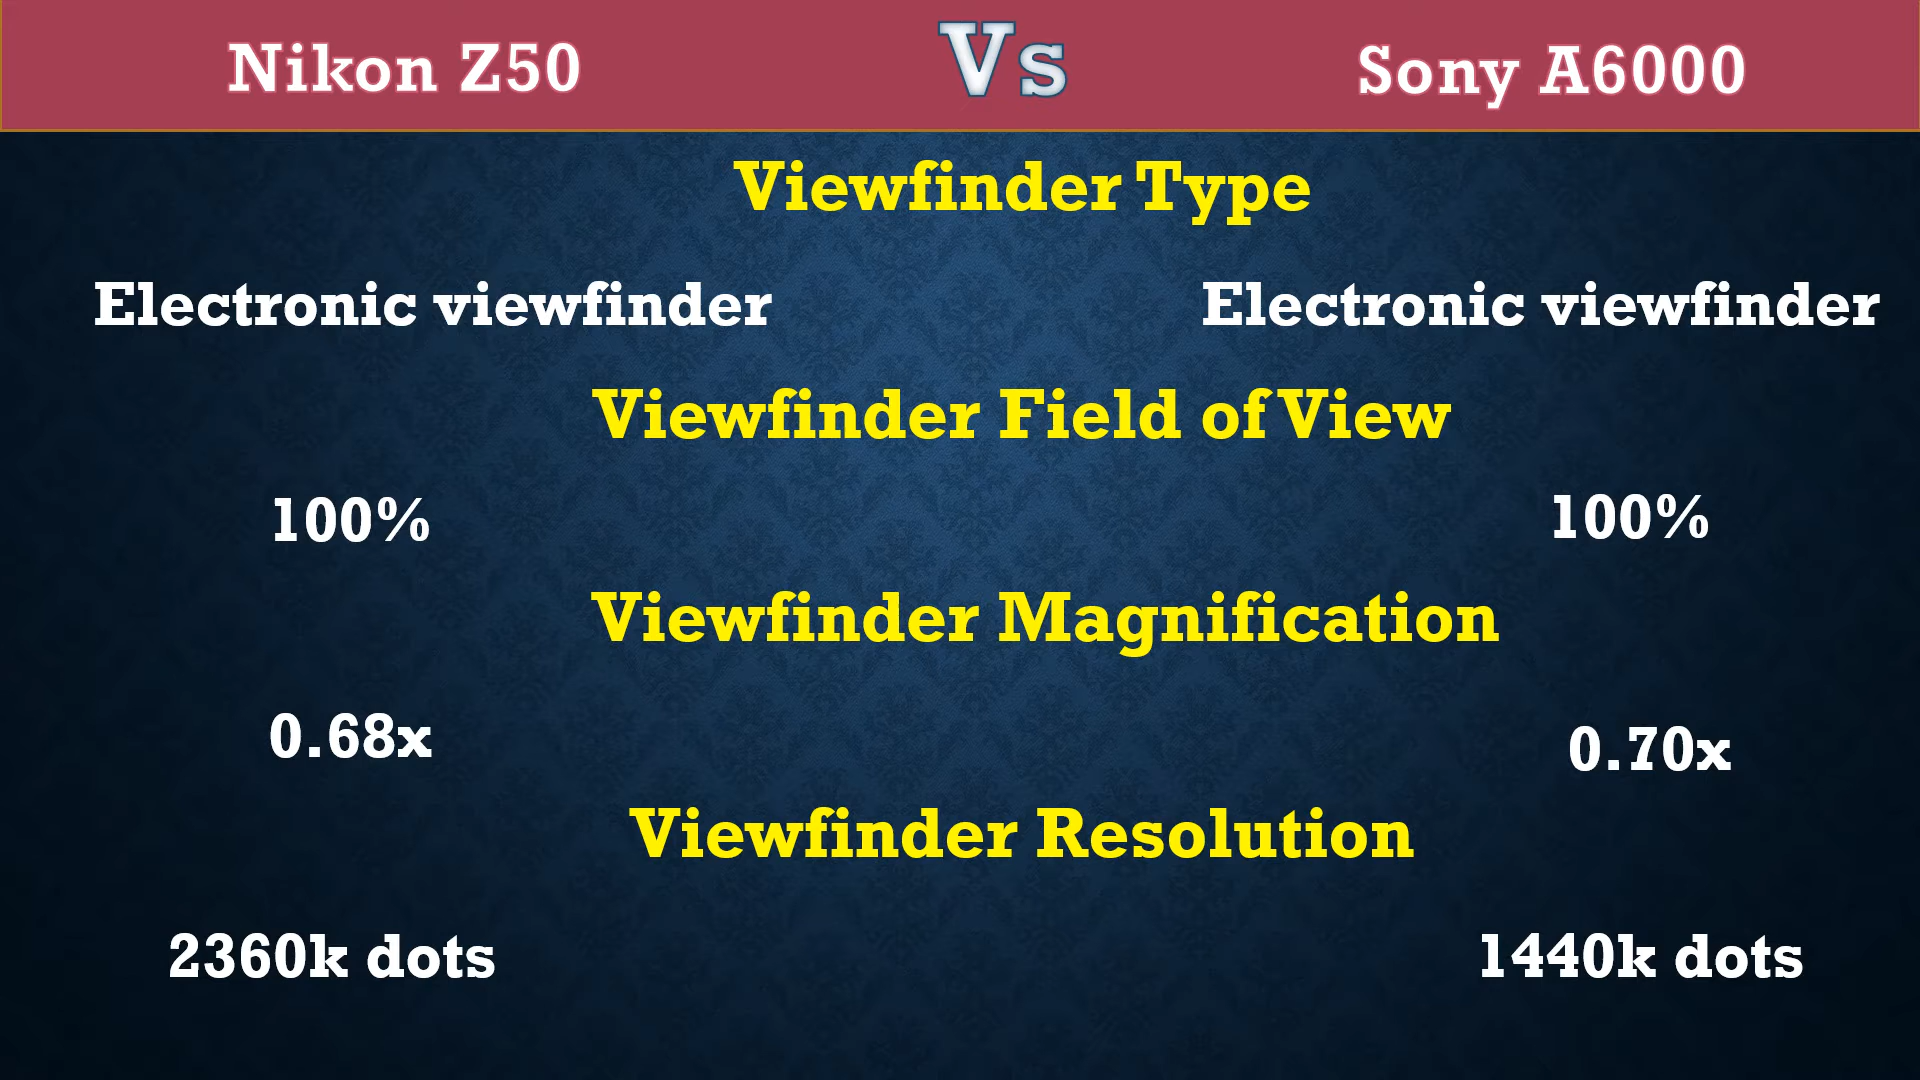 Nikon Z50 Vs Sony A6000
Viewfinder Type
Electronic viewfinder Electronic viewfinder
Viewfinder Field of View
100% 100%
Viewfinder Magnification
0.68x 0.70x
Viewfinder Resolution
2360k dots 1440k dots